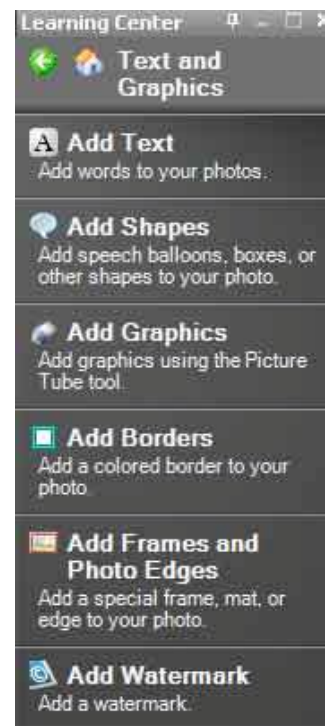 Learning Center
Text and
Graphics
A Add Text
Add words to your photos.
Add Shapes
Add speech balloons, boxes, or
other shapes to your photo.
Add Graphics
Add graphics using the Picture
Tube tool.
Add Borders
Add a colored border to your
photo.
Add Frames and
Photo Edges
Add a special frame, mat, or
edge to your photo.
Add Watermark
Add a watermark.